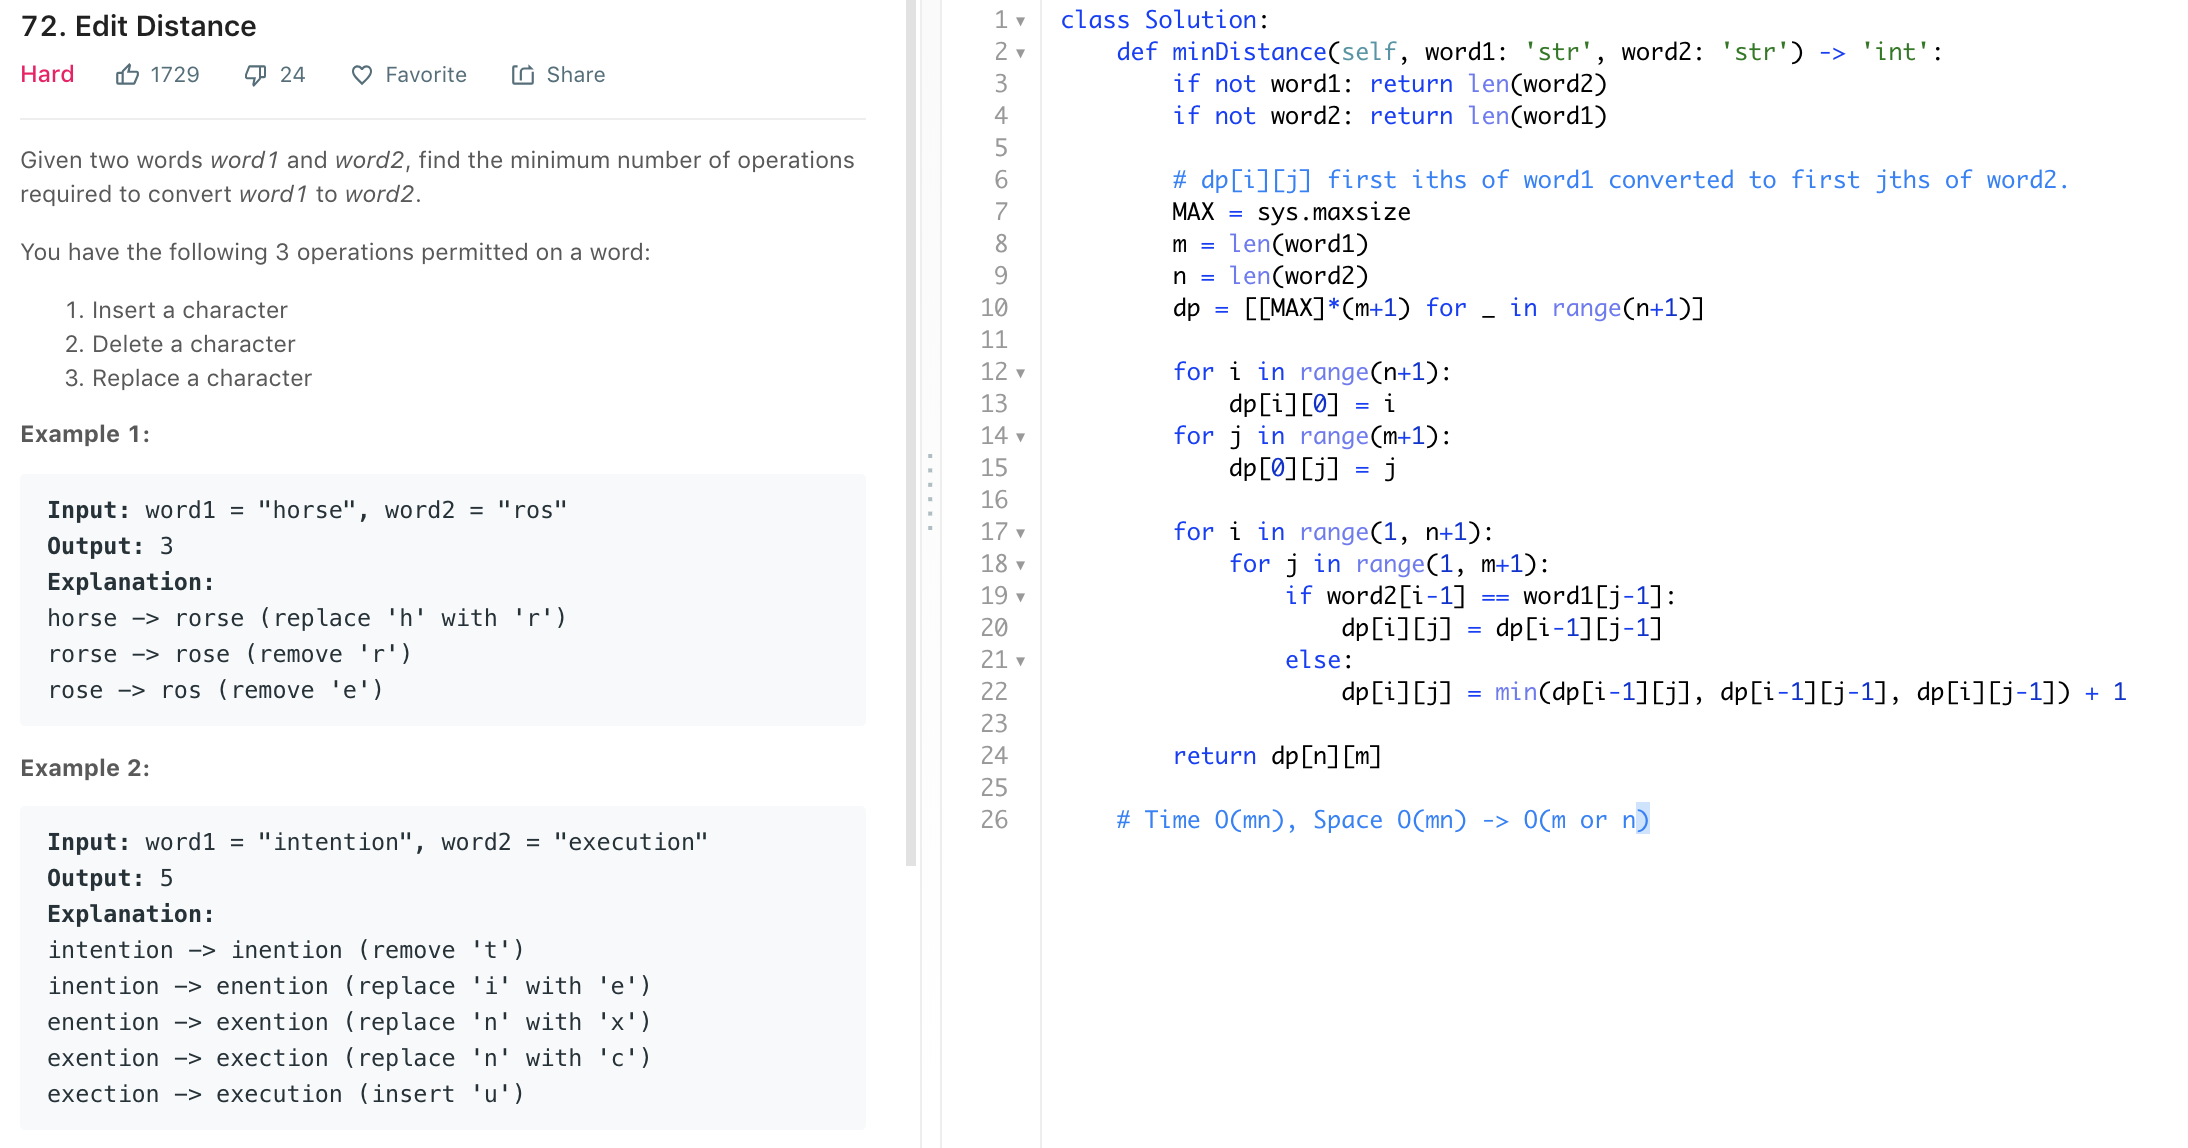 72. Edit Distance
Hard 1729 24 Favorite Share
Given two words word1 and word2, find the minimum number of operations
required to convert word1 to word2.
You have the following 3 operations permitted on a word:
1. Insert a character
2. Delete a character
3. Replace a character
Example 1:
Input: word1 = "horse", word2 = "ros"
Output: 3
Explanation:
horse -> rorse (replace 'h' with 'r')
rorse -> rose (remove 'r')
rose -> ros (remove 'e')
Example 2:
Input: word1 = "intention", word2 = "execution"
Output: 5
Explanation:
intention -> inention (remove 't')
inention -> enention (replace 'i' with 'e')
enention -> exention (replace 'n' with 'x')
exention -> exection (replace 'n' with 'c')
exection -> execution (insert 'u')
1 class Solution:
2     def minDistance(self, word1: 'str', word2: 'str') -> 'int':
3         if not word1: return len(word2)
4         if not word2: return len(word1)
5
6         # dp[i][j] first iths of word1 converted to first jths of word2.
7         MAX = sys.maxsize
8         m = len(word1)
9         n = len(word2)
10         dp = [[MAX]*(m+1) for _ in range(n+1)]
11
12         for i in range(n+1):
13             dp[i][0] = i
14         for j in range(m+1):
15             dp[0][j] = j
16
17         for i in range(1, n+1):
18             for j in range(1, m+1):
19                 if word2[i-1] == word1[j-1]:
20                     dp[i][j] = dp[i-1][j-1]
21                 else:
22                     dp[i][j] = min(dp[i-1][j], dp[i-1][j-1], dp[i][j-1]) + 1
23
24         return dp[n][m]
25
26     # Time O(mn), Space O(mn) -> O(m or n)